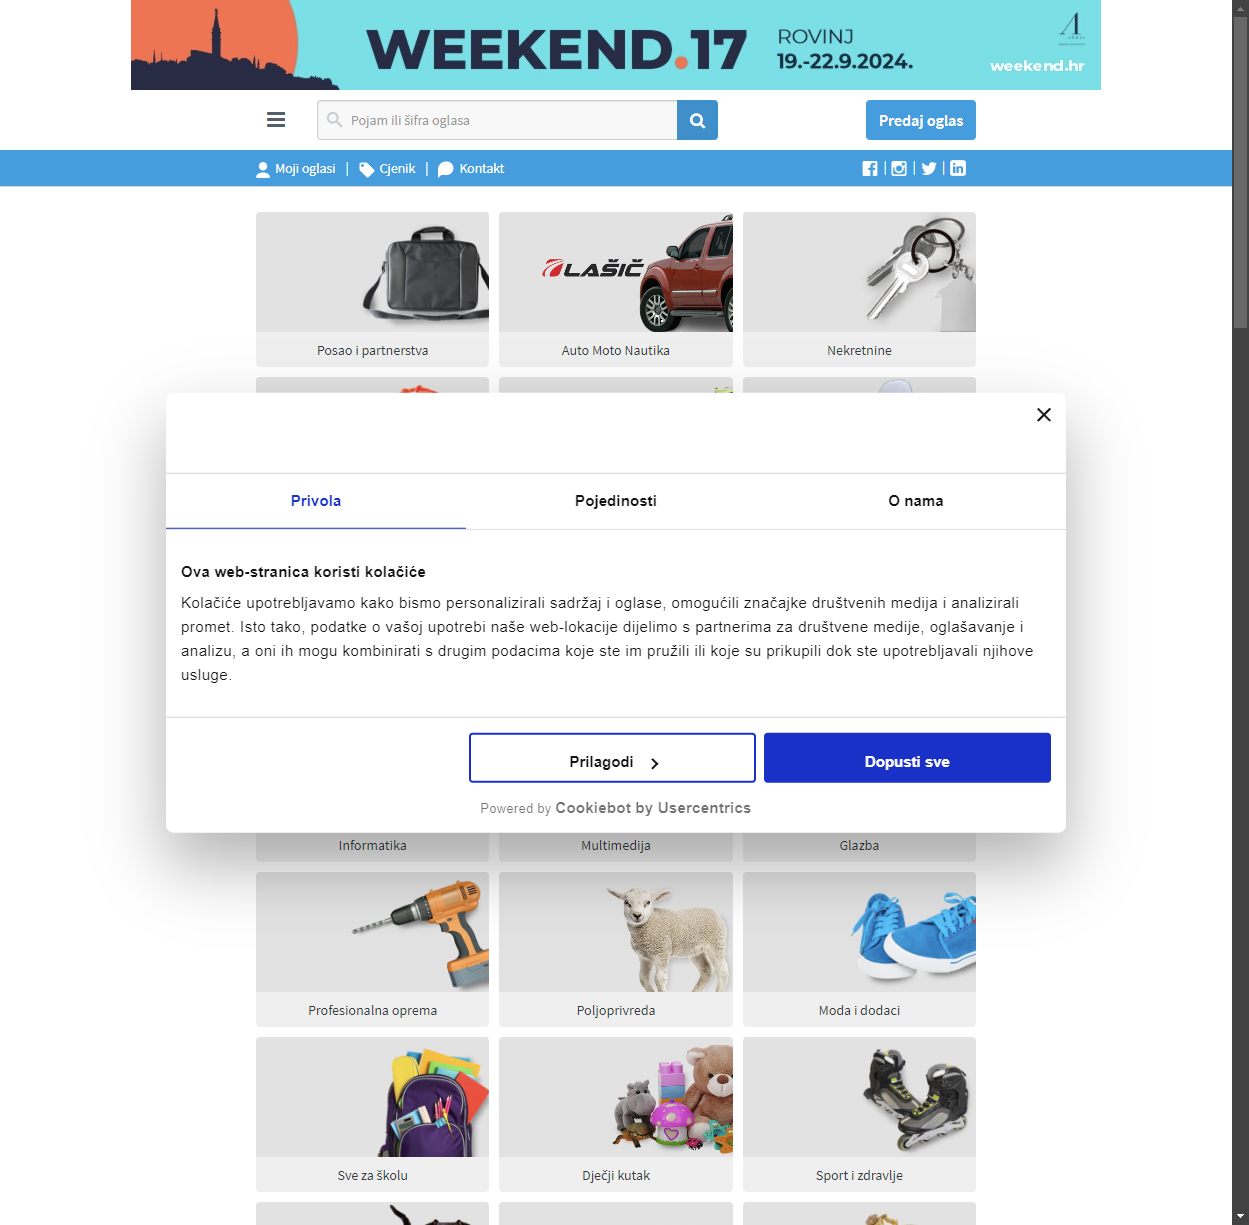 WEEKEND.17
ROVINJ
19.-22.9.2024.
weekend.hr
Pojam ili šifra oglasa
Predaj oglas
Moji oglasi | Cjenik | Kontakt
LAŠIĆ
Posao i partnerstva
Auto Moto Nautika
Nekretnine
Privola
Pojedinosti
O nama
Ova web-stranica koristi kolačiće
Kolačiće upotrebljavamo kako bismo personalizirali sadržaj i oglase, omogućili značajke društvenih medija i analizirali
promet. Isto tako, podatke o vašoj upotrebi naše web-lokacije dijelimo s partnerima za društvene medije, oglašavanje i
analizu, a oni ih mogu kombinirati s drugim podacima koje ste im pružili ili koje su prikupili dok ste upotrebljavali njihove
usluge.
Prilagodi
Dopusti sve
Powered by Cookiebot by Usercentrics
Informatika
Multimedija
Glazba
Profesionalna oprema
Poljoprivreda
Moda i dodaci
Sve za školu
Dječji kutak
Sport i zdravlje